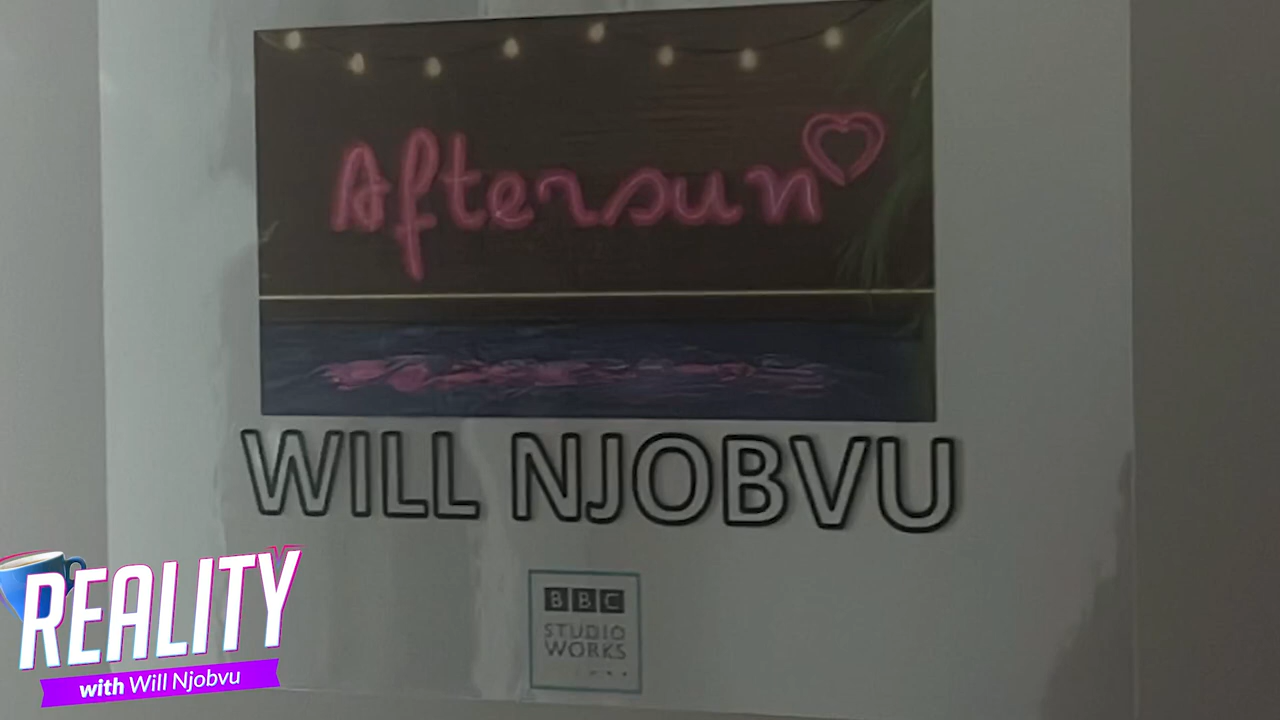 Aftersun
WILL NJOBVU
BBC
STUDIO
WORKS
REALITY
with Will Njobvu